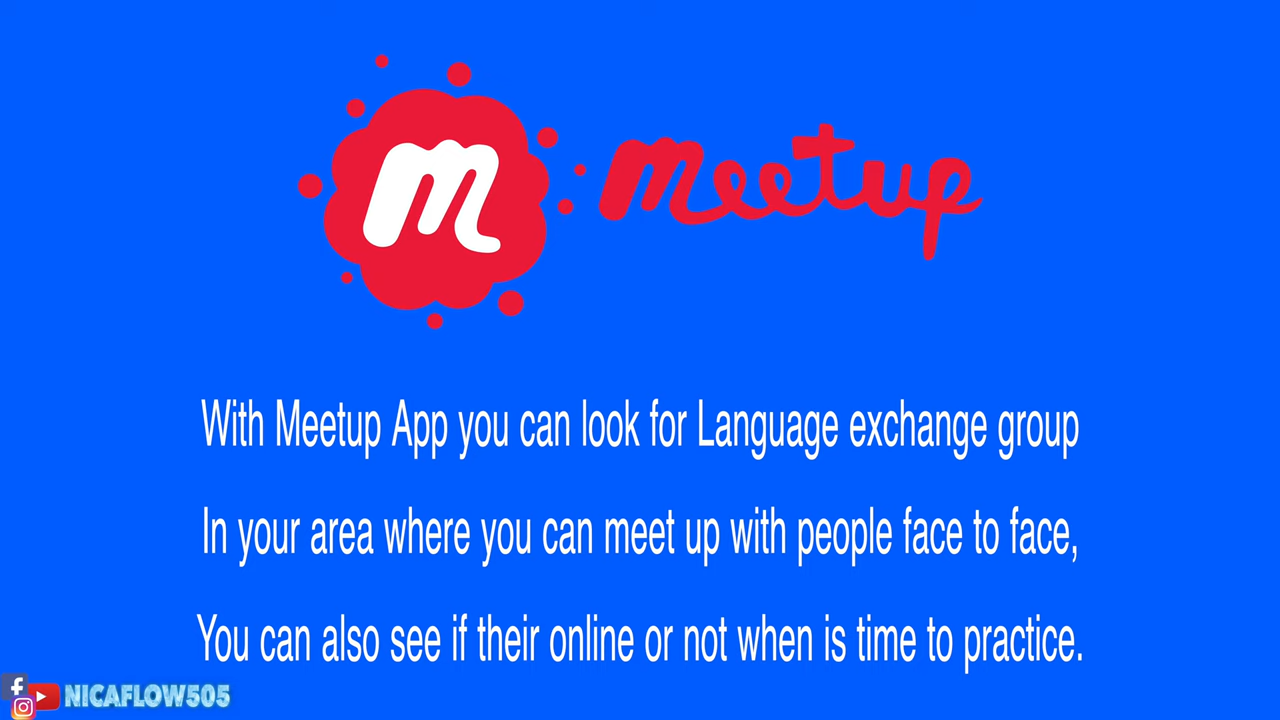 m meetup
With Meetup App you can look for Language exchange group
In your area where you can meet up with people face to face,
You can also see if their online or not when is time to practice.
f NICAFLOW505